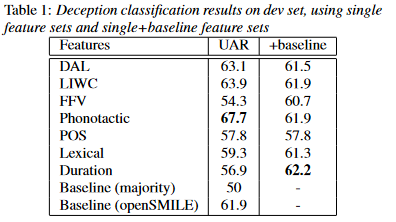 Table 1: Deception classification results on dev set, using single
feature sets and single+baseline feature sets
Features UAR +baseline
DAL 63.1 61.5
LIWC 63.9 61.9
FFV 54.3 60.7
Phonotactic 67.7 61.9
POS 57.8 57.8
Lexical 59.3 61.3
Duration 56.9 62.2
Baseline (majority) 50 -
Baseline (openSMILE) 61.9 -